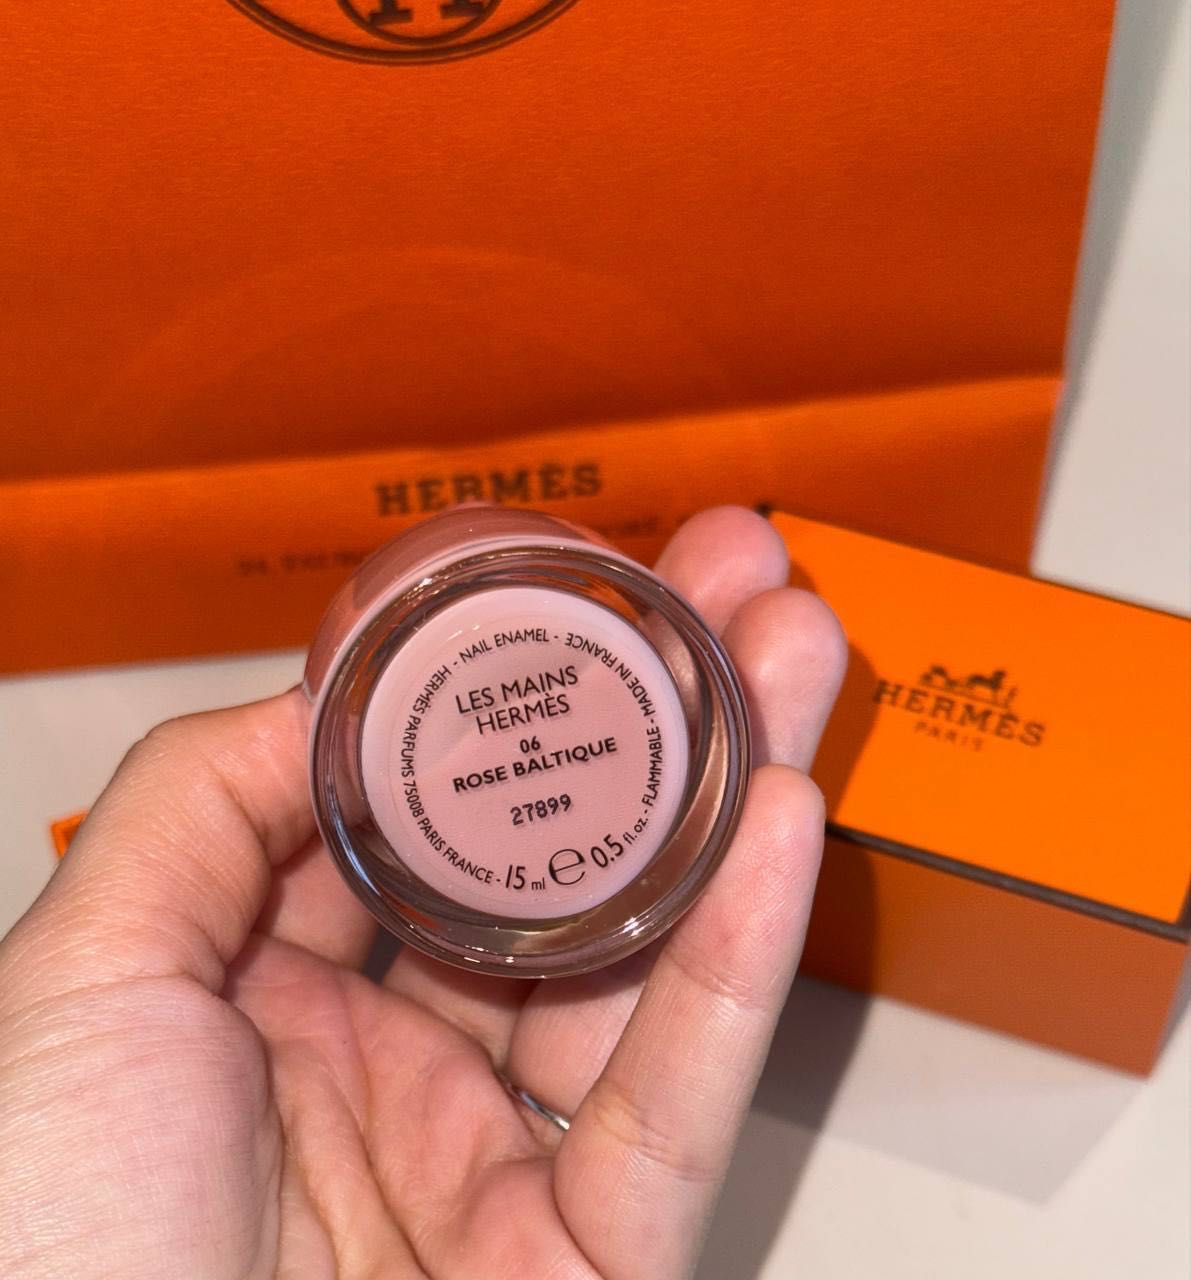 HERMÈS
HERMÈS PARFUMS 75008 PARIS FRANCE - 15 ml e 0.5 fl. oz. - FLAMMABLE - MADE IN FRANCE - NAIL ENAMEL -
LES MAINS
HERMÈS
06
ROSE BALTIQUE
27899
HERMÈS
PARIS